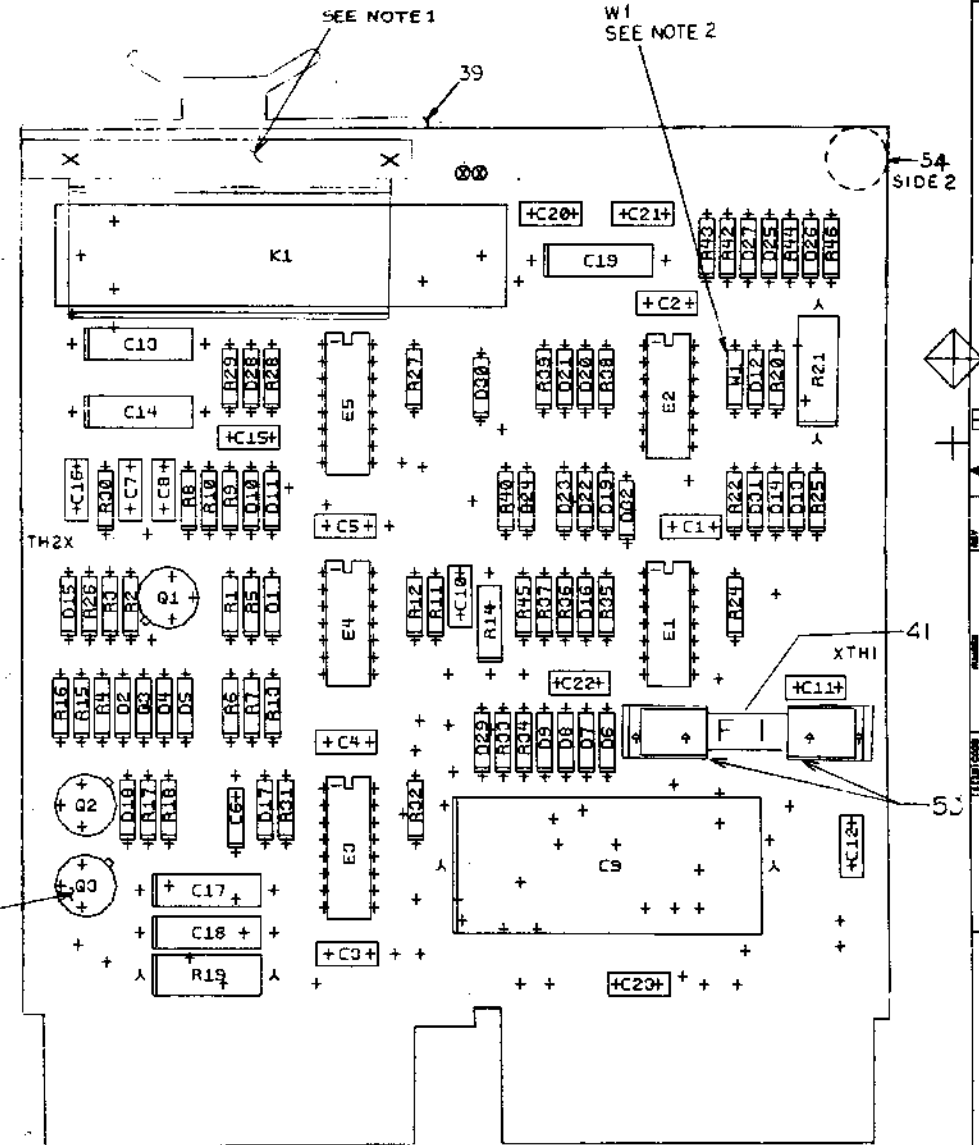 SEE NOTE 1
W1
SEE NOTE 2
39
54
SIDE 2
C20 C21
K1
C19
R43 R42 D27 D25 R44 D26 R46
C2
C13
R29 D28 R28
E5
R27
D30
R39 D21 D20 R38
E2
W1 D12 R20
R21
C14
C15
C16 R30 C7 C8 R8 R10 R9 D10 D11
C5
R40 R24 D23 D22 D19 D32
C1
R22 D31 D14 D13 R25
TH2X
D15 R26 R3 R2
Q1
R1 R5 D1
E4
R12 R11 C10 R14
R45 R37 R36 D16 R35
E1
R24
41
XTH1
C22
C11
R16 R15 R4 D2 D3 D4 D5
R6 R7 R13
C4
D29 R33 R34 D9 D8 D7 D6
F 1
53
Q2
D18 R17 R18
C6 D17 R31
E3
R32
C9
C12
Q3
C17
C18
R19
C3
C23